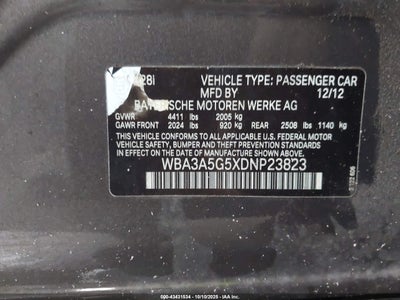 28i VEHICLE TYPE: PASSENGER CAR
MFD BY 12/12
BAYERISCHE MOTOREN WERKE AG
GVWR 4411 lbs 2005 kg
GAWR FRONT 2024 lbs 920 kg REAR 2508 lbs 1140 kg
THIS VEHICLE CONFORMS TO ALL APPLICABLE U.S. FEDERAL MOTOR
VEHICLE SAFETY, BUMPER AND THEFT PREVENTION STANDARDS
IN EFFECT ON THE DATE OF MANUFACTURE SHOWN ABOVE.
WBA3A5G5XDNP23823
000-43431534 - 10/10/2025 - iaai.com